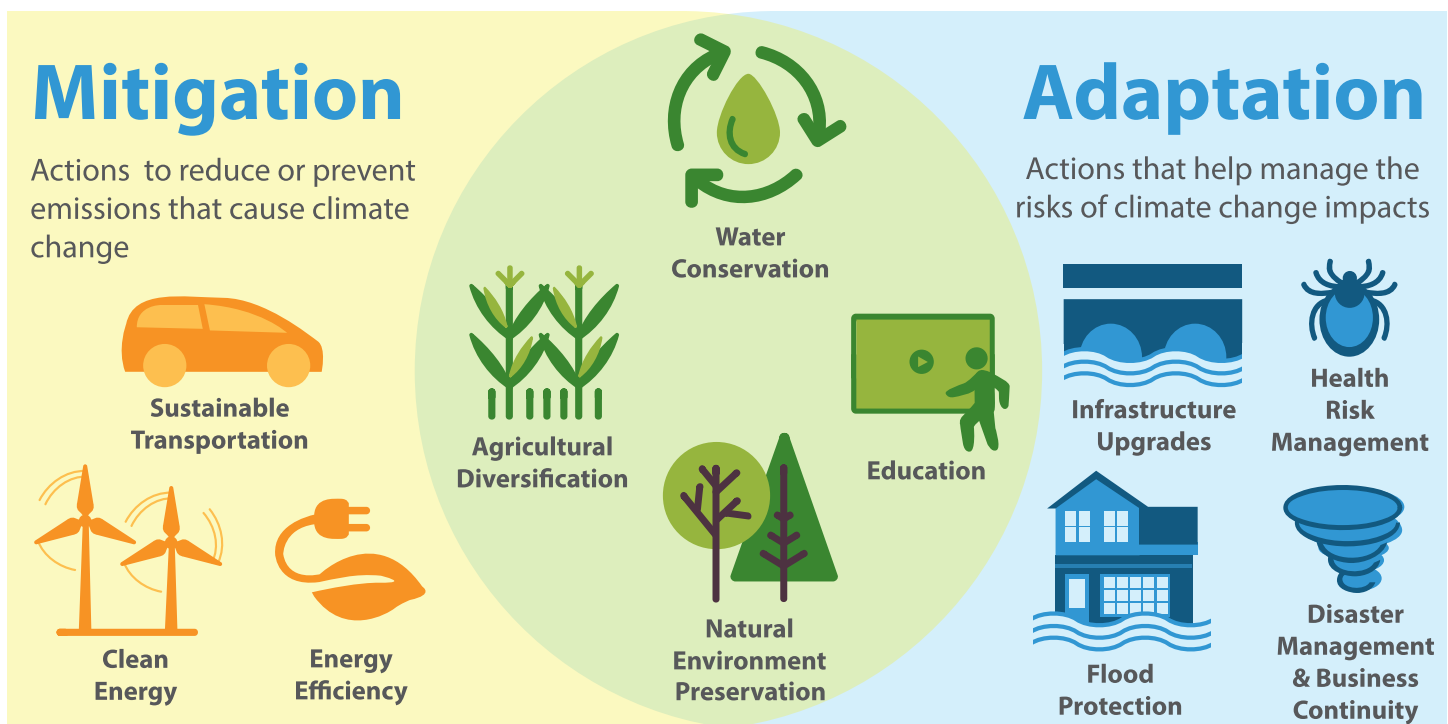 Mitigation
Actions to reduce or prevent
emissions that cause climate
change
Sustainable
Transportation
Clean
Energy
Energy
Efficiency
Water
Conservation
Agricultural
Diversification
Education
Natural
Environment
Preservation
Adaptation
Actions that help manage the
risks of climate change impacts
Infrastructure
Upgrades
Health
Risk
Management
Flood
Protection
Disaster
Management
& Business
Continuity